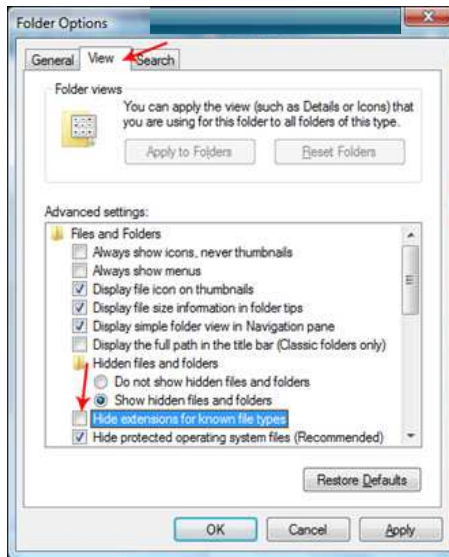 Folder Options
General View Search
Folder views
You can apply the view (such as Details or Icons) that
you are using for this folder to all folders of this type.
Apply to Folders Reset Folders
Advanced settings:
Files and Folders
Always show icons, never thumbnails
Always show menus
Display file icon on thumbnails
Display file size information in folder tips
Display simple folder view in Navigation pane
Display the full path in the title bar (Classic folders only)
Hidden files and folders
Do not show hidden files and folders
Show hidden files and folders
Hide extensions for known file types
Hide protected operating system files (Recommended)
Restore Defaults
OK Cancel Apply